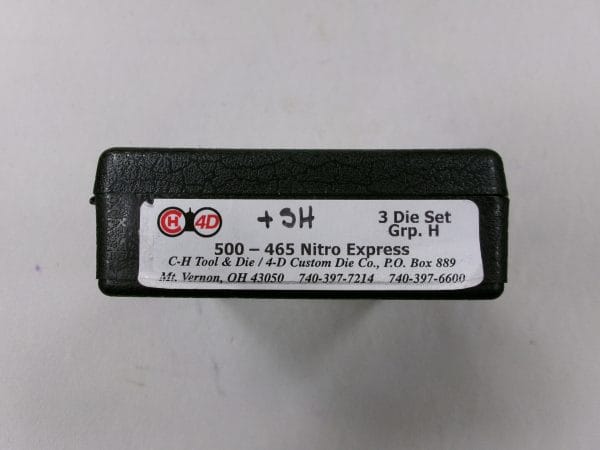 CH 4D + SH 3 Die Set
Grp. H
500 – 465 Nitro Express
C-H Tool & Die / 4-D Custom Die Co., P.O. Box 889
Mt. Vernon, OH 43050 740-397-7214 740-397-6600